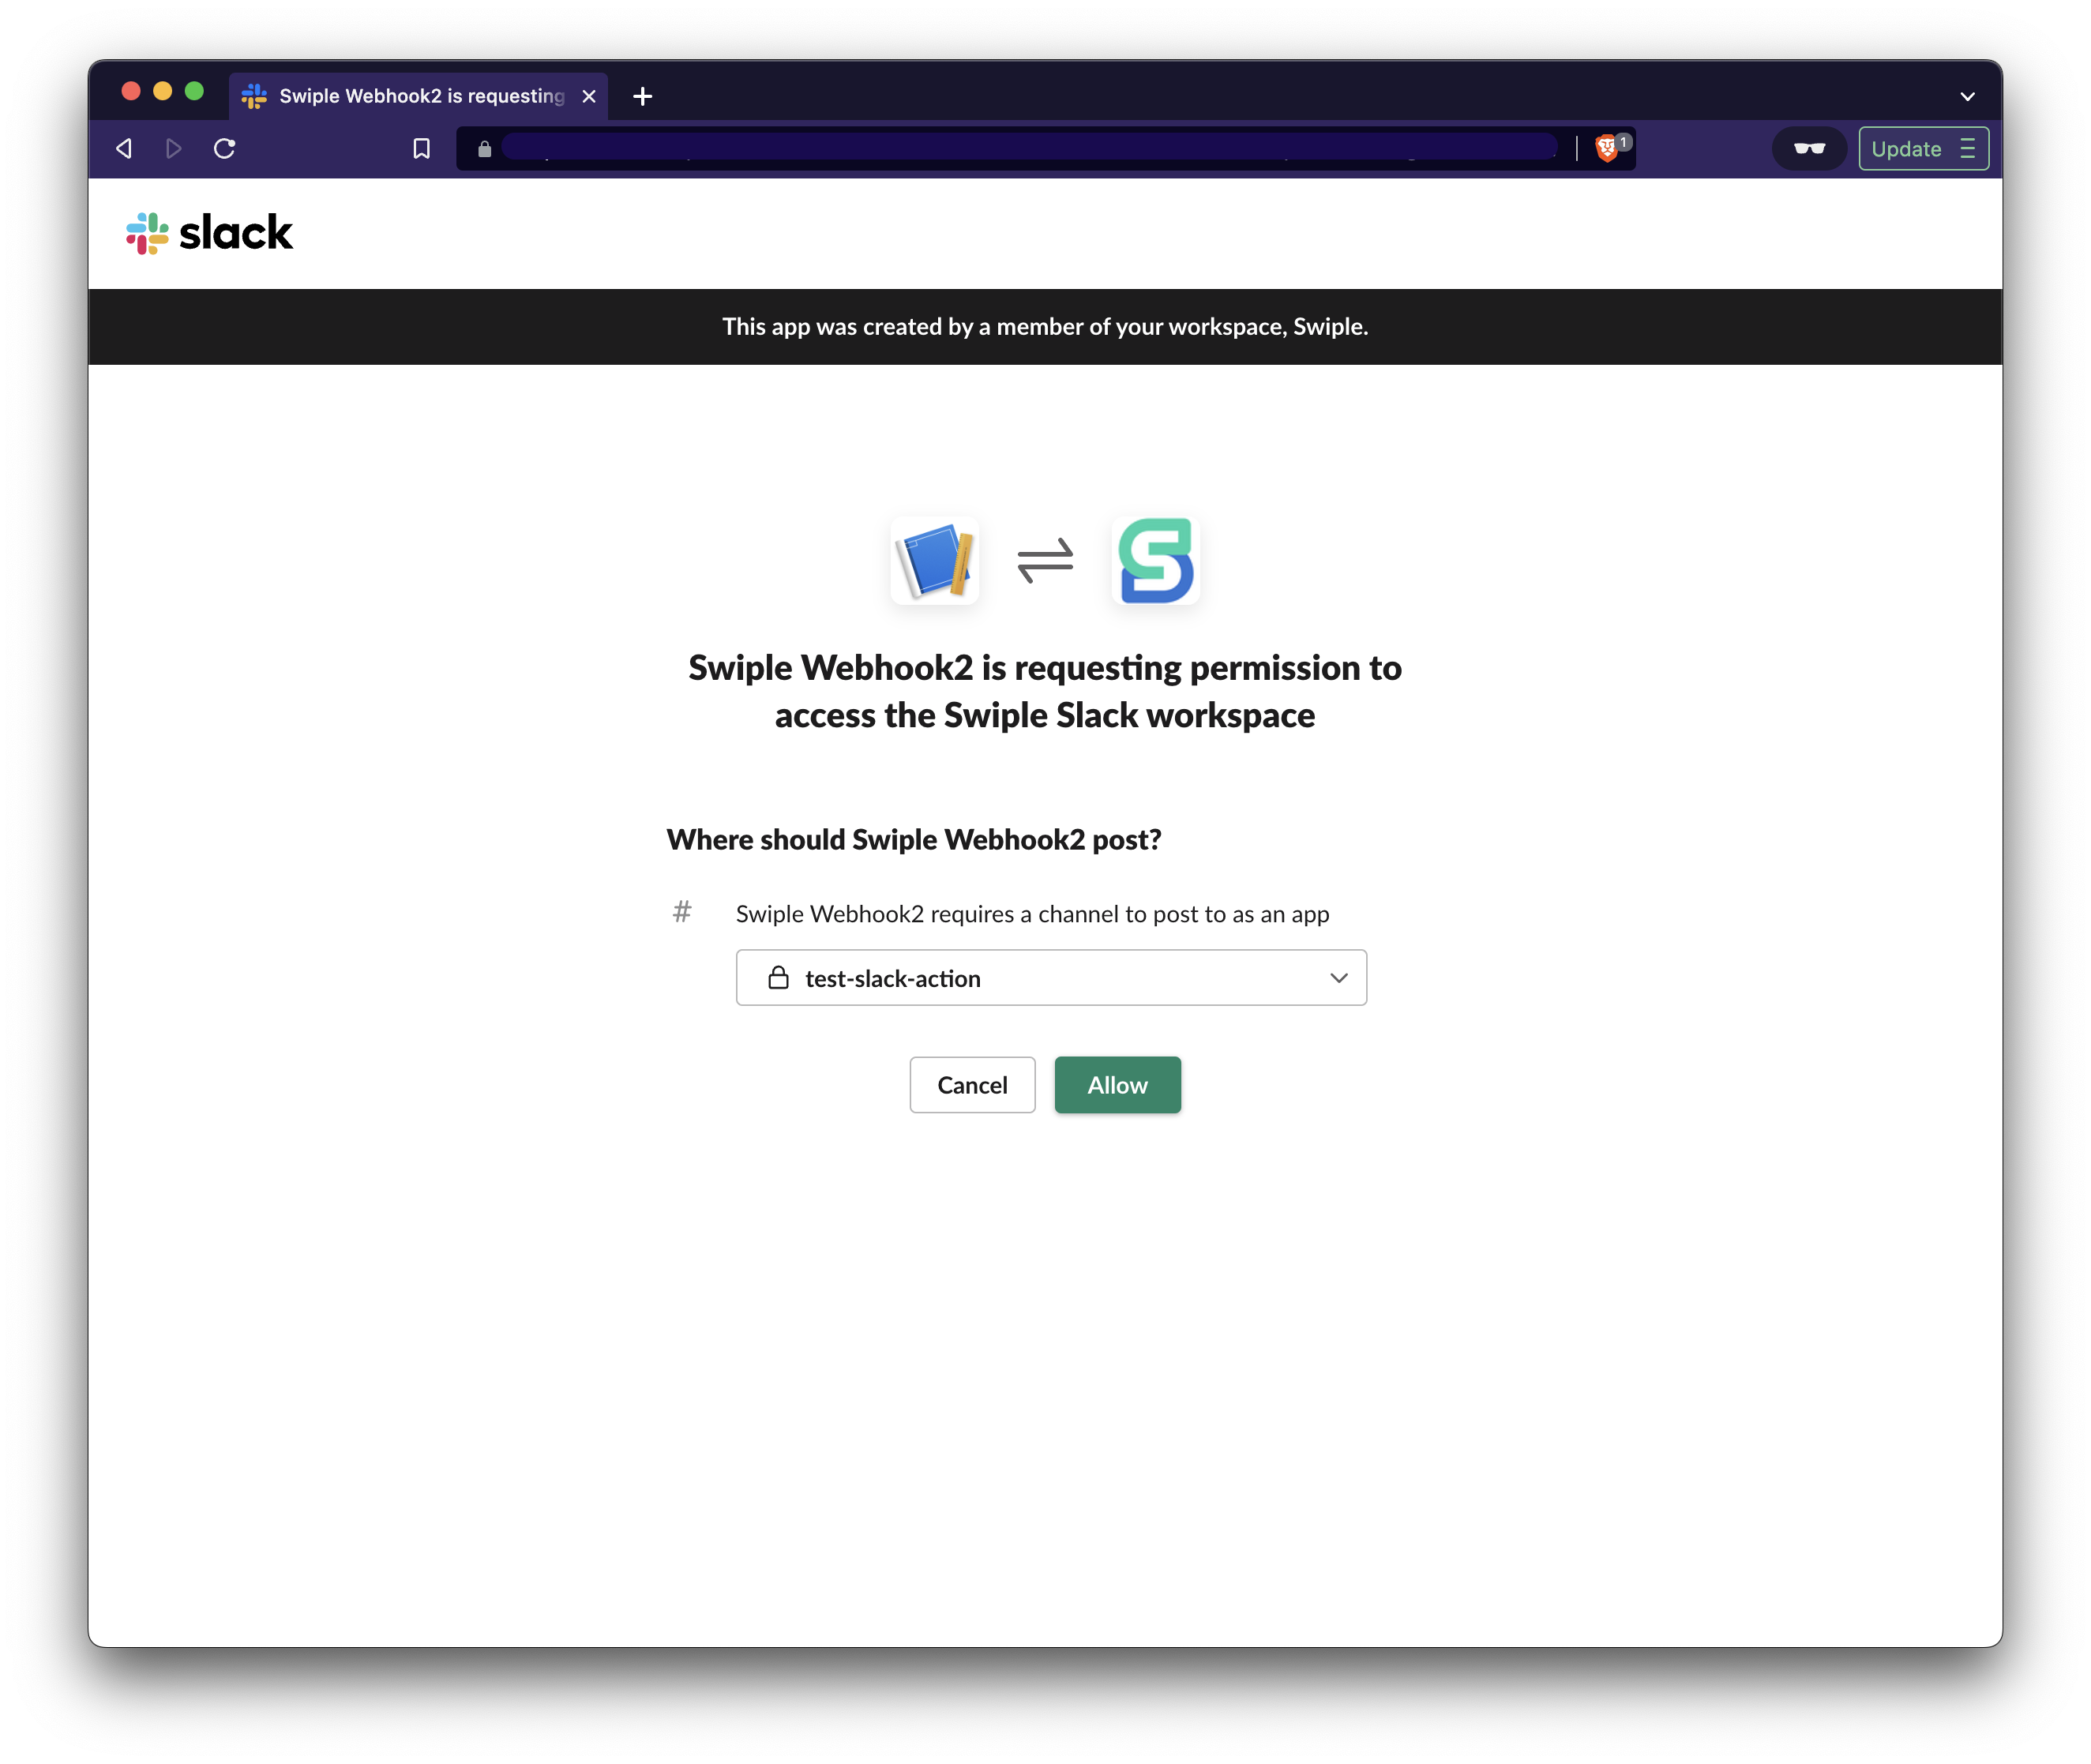 Swiple Webhook2 is requesting
1
Update
slack
This app was created by a member of your workspace, Swiple.
Swiple Webhook2 is requesting permission to
access the Swiple Slack workspace
Where should Swiple Webhook2 post?
# Swiple Webhook2 requires a channel to post to as an app
test-slack-action
Cancel
Allow